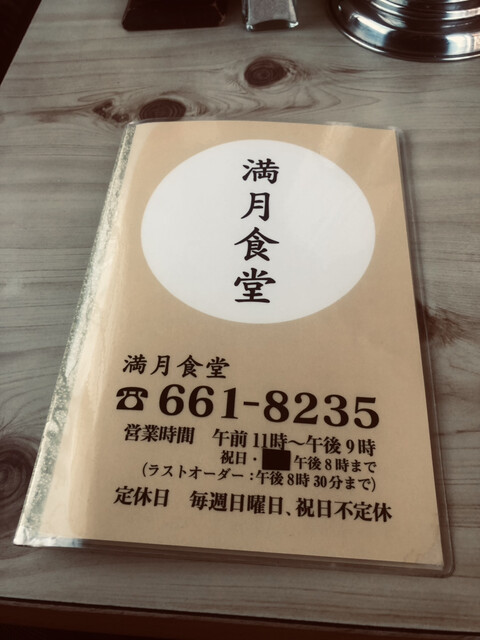 満月食堂
満月食堂
☎661-8235
営業時間 午前11時～午後9時
祝日・ 午後8時まで
(ラストオーダー:午後8時30分まで)
定休日 毎週日曜日、祝日不定休